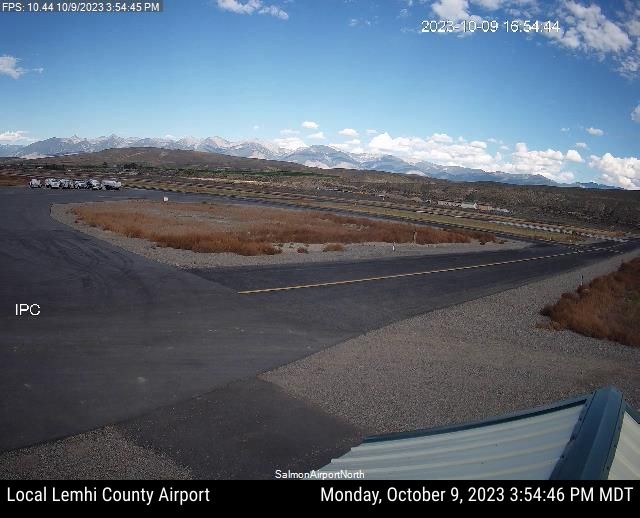 FPS: 10.44 10/9/2023 3:54:45 PM
2023-10-09 16:54:44
IPC
SalmonAirportNorth
Local Lemhi County Airport Monday, October 9, 2023 3:54:46 PM MDT